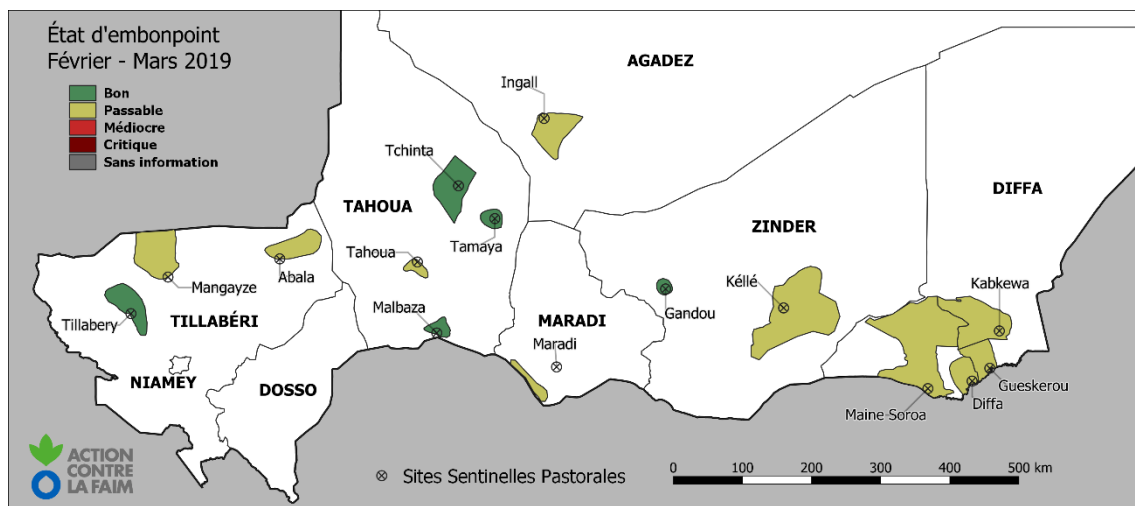 État d'embonpoint
Février - Mars 2019
Bon
Passable
Médiocre
Critique
Sans information
AGADEZ
Ingall
Tchinta
DIFFA
TAHOUA
ZINDER
Tamaya
Tahoua
Abala
Mangayze
Kéllé
Kabkewa
Gandou
Malbaza
Tillabery
TILLABÉRI
MARADI
Maradi
NIAMEY
DOSSO
Gueskerou
Diffa
Maine Soroa
ACTION
CONTRE
LA FAIM
Sites Sentinelles Pastorales
0 100 200 300 400 500 km